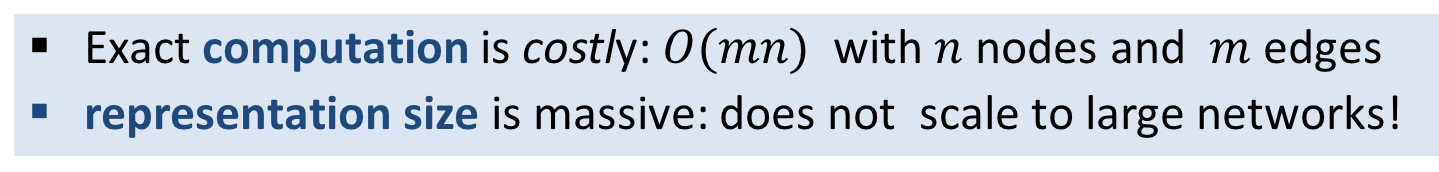 ▪ Exact computation is costly: O(mn) with n nodes and m edges
▪ representation size is massive: does not scale to large networks!